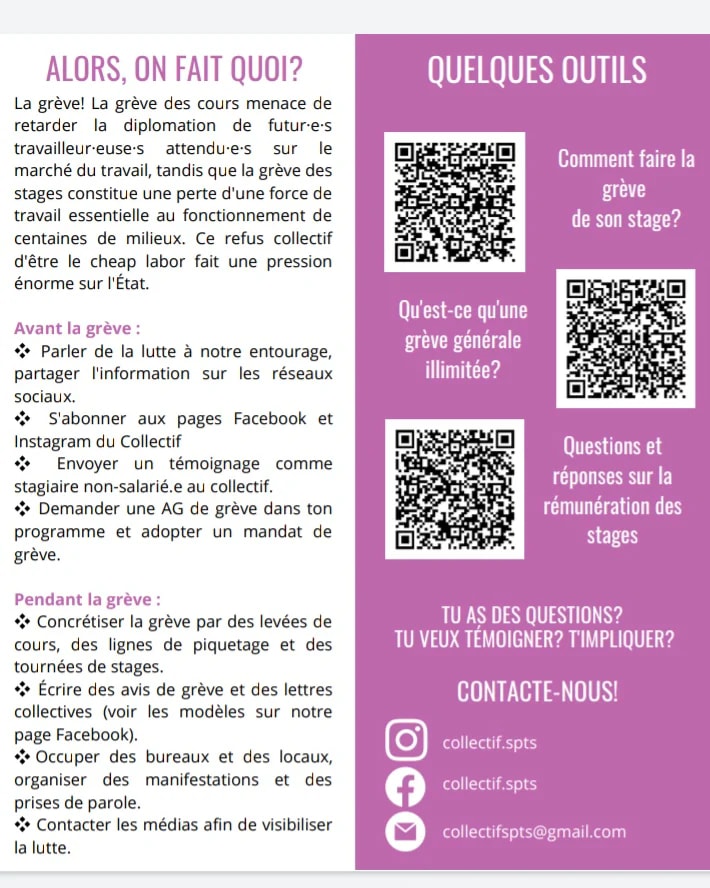 ALORS, ON FAIT QUOI?
La grève! La grève des cours menace de
retarder la diplomation de futur·e·s
travailleur·euse·s attendu·e·s sur le
marché du travail, tandis que la grève des
stages constitue une perte d'une force de
travail essentielle au fonctionnement de
centaines de milieux. Ce refus collectif
d'être le cheap labor fait une pression
énorme sur l'État.
Avant la grève :
❖ Parler de la lutte à notre entourage,
partager l'information sur les réseaux
sociaux.
❖ S'abonner aux pages Facebook et
Instagram du Collectif
❖ Envoyer un témoignage comme
stagiaire non-salarié.e au collectif.
❖ Demander une AG de grève dans ton
programme et adopter un mandat de
grève.
Pendant la grève :
❖ Concrétiser la grève par des levées de
cours, des lignes de piquetage et des
tournées de stages.
❖ Écrire des avis de grève et des lettres
collectives (voir les modèles sur notre
page Facebook).
❖ Occuper des bureaux et des locaux,
organiser des manifestations et des
prises de parole.
❖ Contacter les médias afin de visibiliser
la lutte.
QUELQUES OUTILS
Comment faire la
grève
de son stage?
Qu'est-ce qu'une
grève générale
illimitée?
Questions et
réponses sur la
rémunération des
stages
TU AS DES QUESTIONS?
TU VEUX TÉMOIGNER? T'IMPLIQUER?
CONTACTE-NOUS!
collectif.spts
collectif.spts
collectifspts@gmail.com